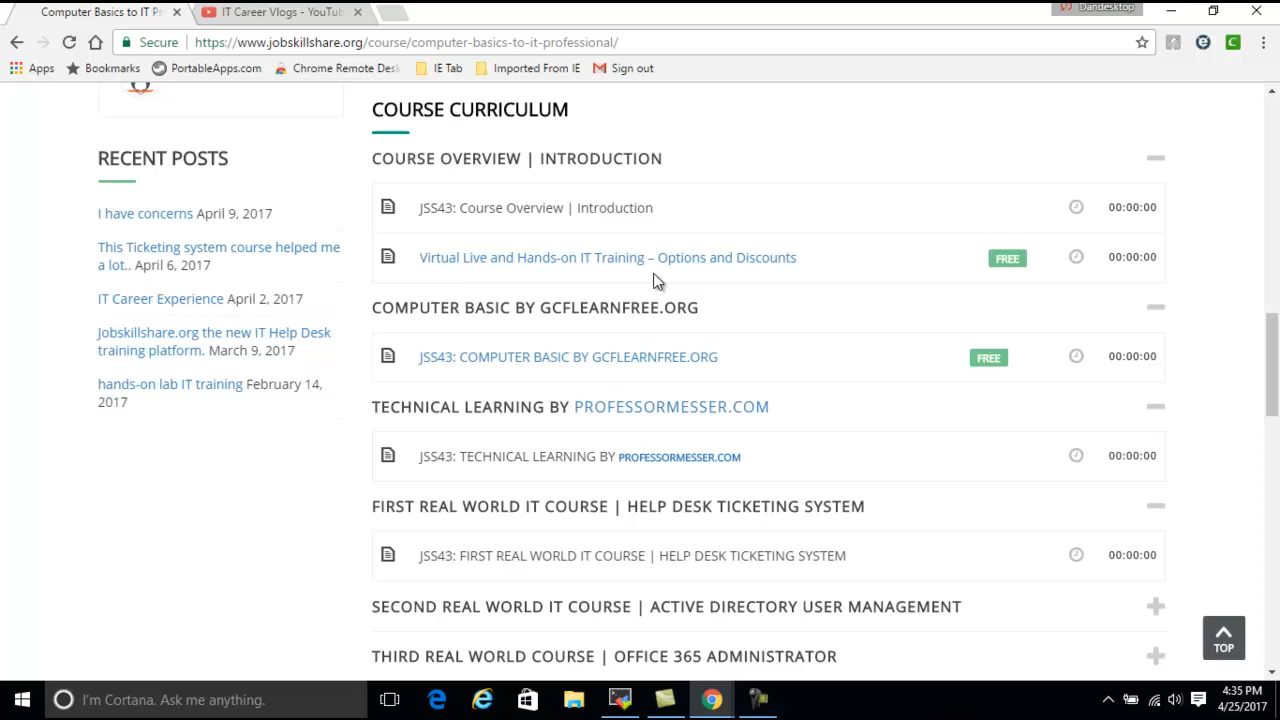 Computer Basics to IT Pr
IT Career Vlogs - YouTub
Dandesktop
Secure
https://www.jobskillshare.org/course/computer-basics-to-it-professional/
Apps
Bookmarks
PortableApps.com
Chrome Remote Desk
IE Tab
Imported From IE
Sign out
RECENT POSTS
I have concerns April 9, 2017
This Ticketing system course helped me
a lot.. April 6, 2017
IT Career Experience April 2, 2017
Jobskillshare.org the new IT Help Desk
training platform. March 9, 2017
hands-on lab IT training February 14,
2017
COURSE CURRICULUM
COURSE OVERVIEW | INTRODUCTION
JSS43: Course Overview | Introduction 00:00:00
Virtual Live and Hands-on IT Training – Options and Discounts FREE 00:00:00
COMPUTER BASIC BY GCFLEARNFREE.ORG
JSS43: COMPUTER BASIC BY GCFLEARNFREE.ORG FREE 00:00:00
TECHNICAL LEARNING BY PROFESSORMESSER.COM
JSS43: TECHNICAL LEARNING BY PROFESSORMESSER.COM 00:00:00
FIRST REAL WORLD IT COURSE | HELP DESK TICKETING SYSTEM
JSS43: FIRST REAL WORLD IT COURSE | HELP DESK TICKETING SYSTEM 00:00:00
SECOND REAL WORLD IT COURSE | ACTIVE DIRECTORY USER MANAGEMENT
THIRD REAL WORLD COURSE | OFFICE 365 ADMINISTRATOR
TOP
I'm Cortana. Ask me anything.
4:35 PM
4/25/2017